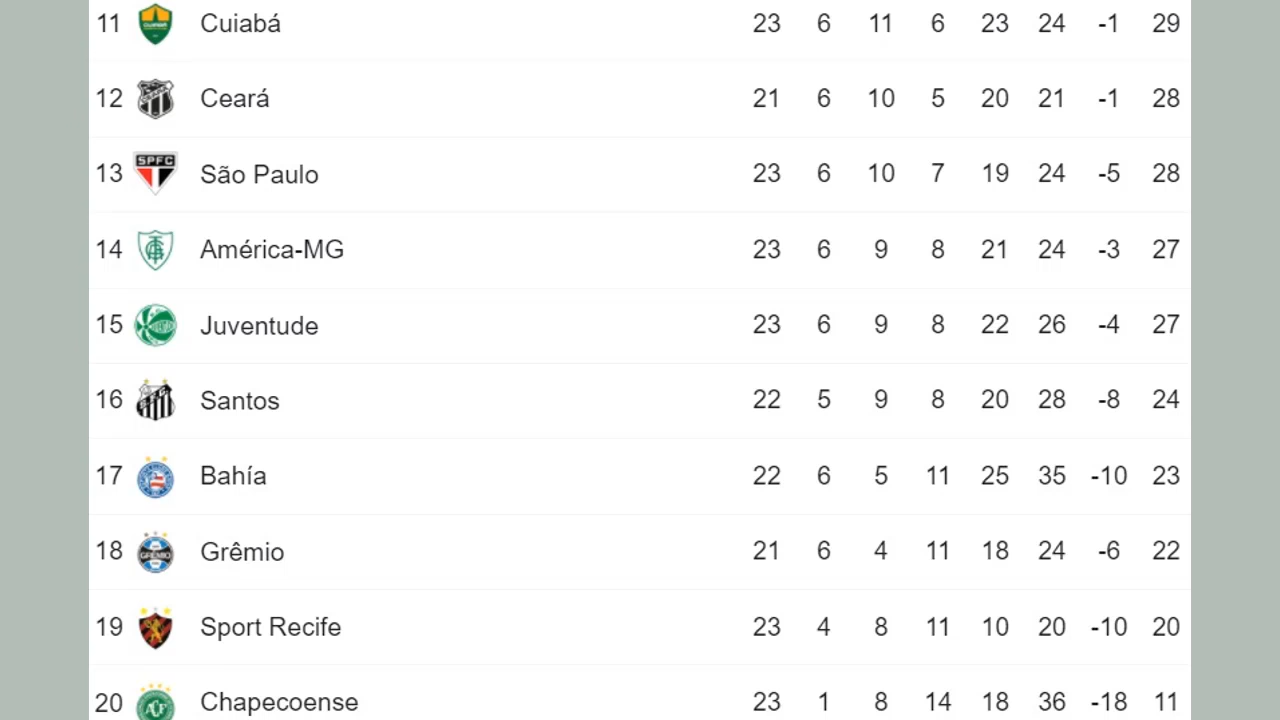 11 Cuiabá 23 6 11 6 23 24 -1 29
12 Ceará 21 6 10 5 20 21 -1 28
SPFC
13 São Paulo 23 6 10 7 19 24 -5 28
14 América-MG 23 6 9 8 21 24 -3 27
15 Juventude 23 6 9 8 22 26 -4 27
16 Santos 22 5 9 8 20 28 -8 24
17 Bahía 22 6 5 11 25 35 -10 23
18 Grêmio 21 6 4 11 18 24 -6 22
19 Sport Recife 23 4 8 11 10 20 -10 20
20 Chapecoense 23 1 8 14 18 36 -18 11